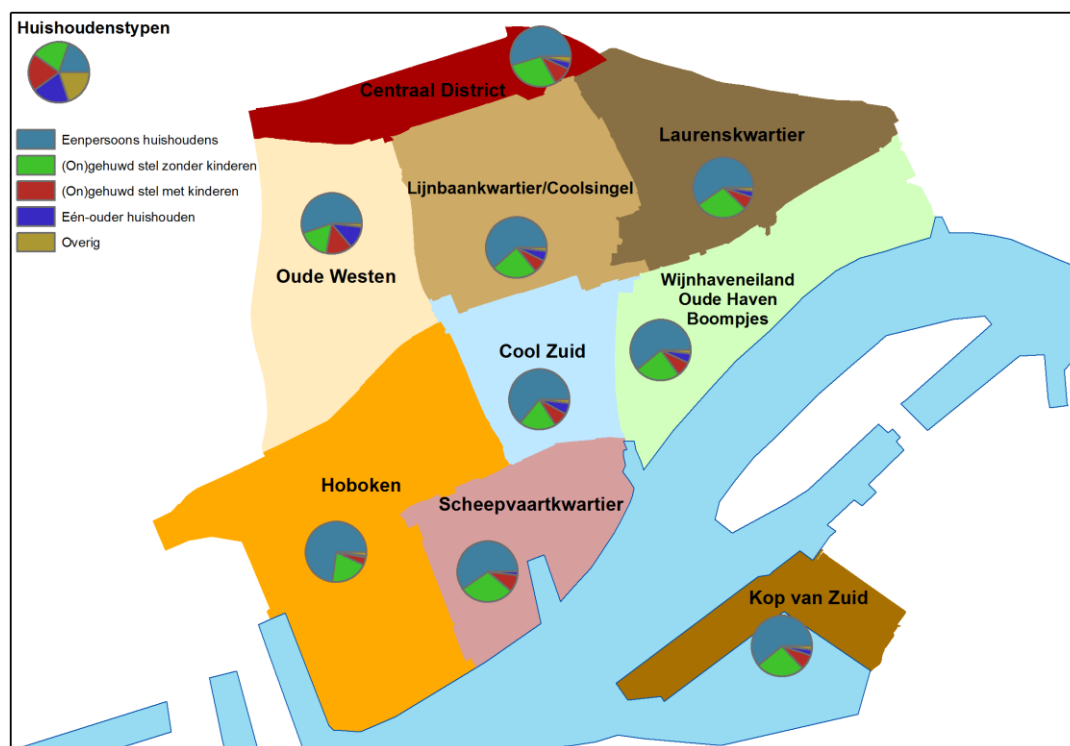 Huishoudenstypen
Eenpersoons huishoudens
(On)gehuwd stel zonder kinderen
(On)gehuwd stel met kinderen
Eén-ouder huishouden
Overig
Centraal District
Laurenskwartier
Lijnbaankwartier/Coolsingel
Oude Westen
Wijnhaveneiland
Oude Haven
Boompjes
Cool Zuid
Hoboken
Scheepvaartkwartier
Kop van Zuid